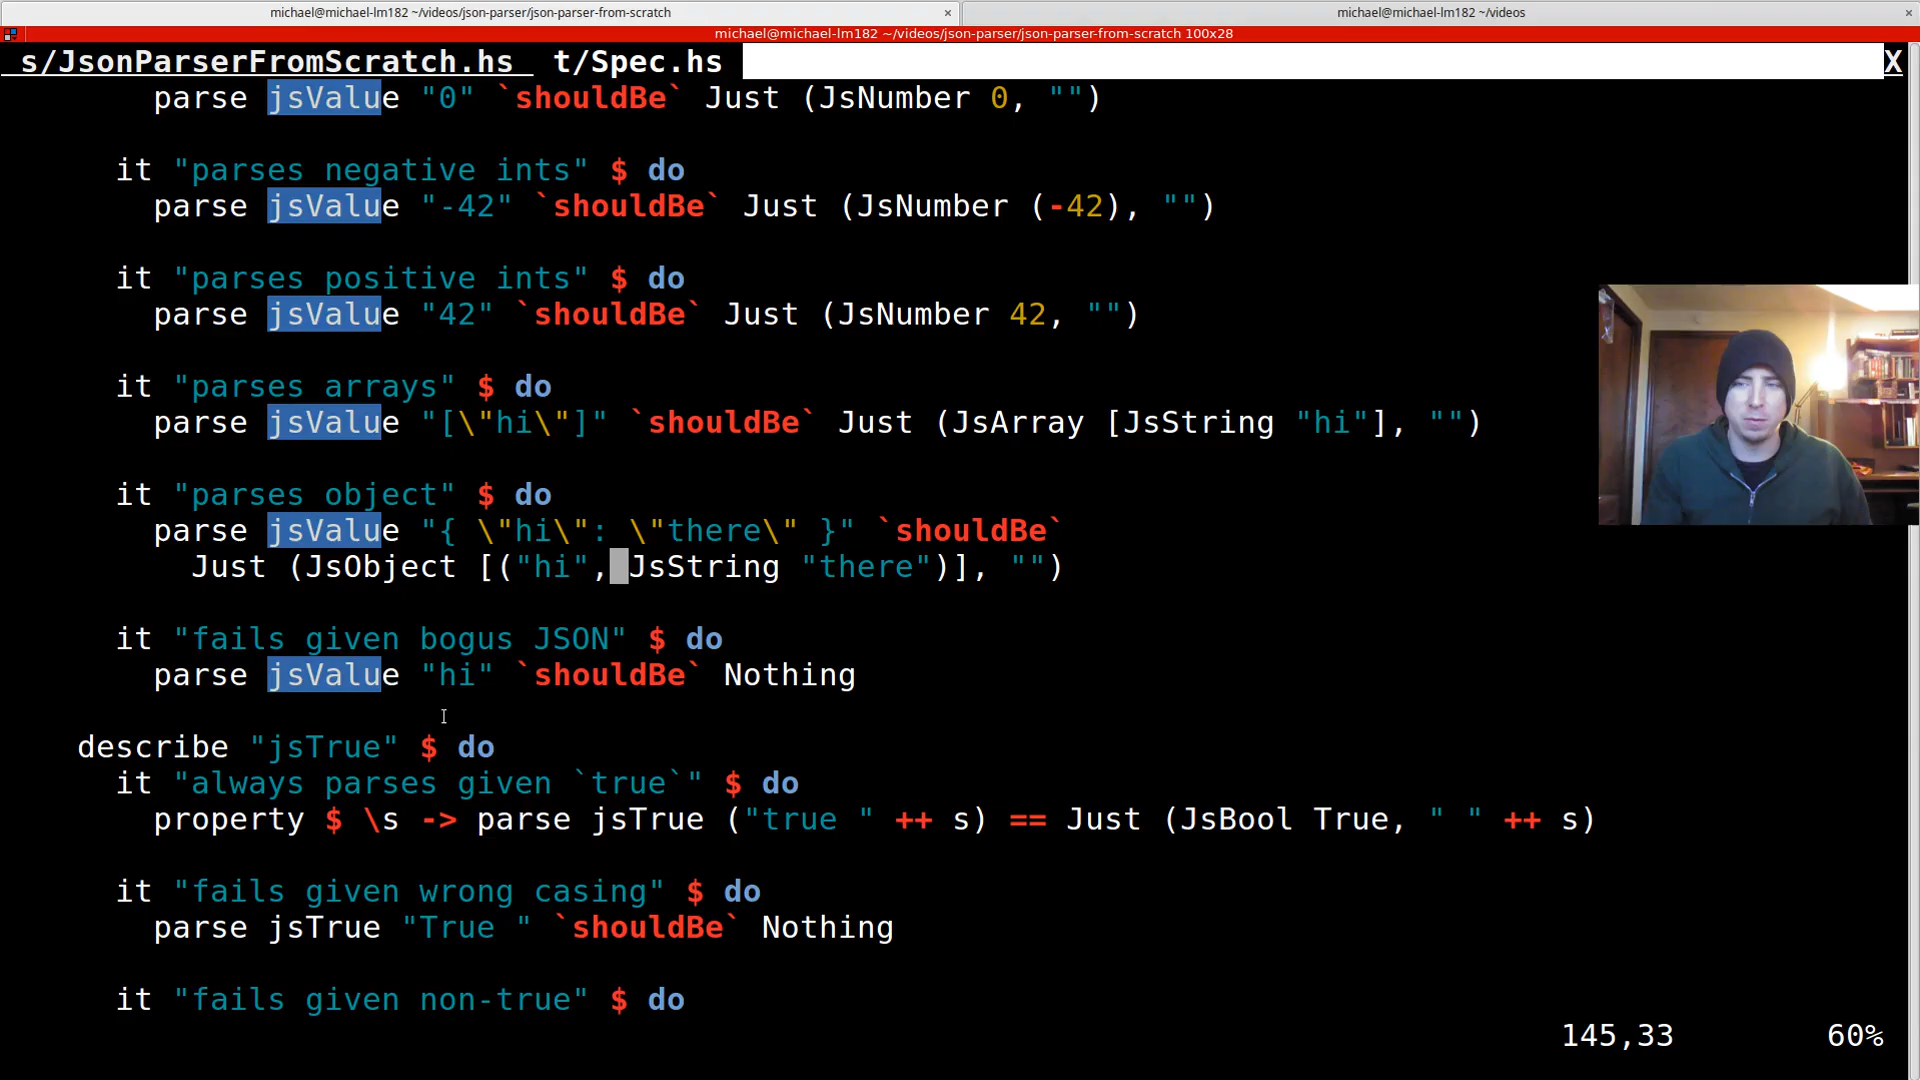 michael@michael-lm182 ~/videos/json-parser/json-parser-from-scratch × michael@michael-lm182 ~/videos ×
michael@michael-lm182 ~/videos/json-parser/json-parser-from-scratch 100x28
s/JsonParserFromScratch.hs t/Spec.hs X
parse jsValue "0" `shouldBe` Just (JsNumber 0, "")
it "parses negative ints" $ do
parse jsValue "-42" `shouldBe` Just (JsNumber (-42), "")
it "parses positive ints" $ do
parse jsValue "42" `shouldBe` Just (JsNumber 42, "")
it "parses arrays" $ do
parse jsValue "[\"hi\"]" `shouldBe` Just (JsArray [JsString "hi"], "")
it "parses object" $ do
parse jsValue "{ \"hi\": \"there\" }" `shouldBe`
Just (JsObject [("hi", JsString "there")], "")
it "fails given bogus JSON" $ do
parse jsValue "hi" `shouldBe` Nothing
describe "jsTrue" $ do
it "always parses given `true`" $ do
property $ \s -> parse jsTrue ("true " ++ s) == Just (JsBool True, " " ++ s)
it "fails given wrong casing" $ do
parse jsTrue "True " `shouldBe` Nothing
it "fails given non-true" $ do
145,33 60%